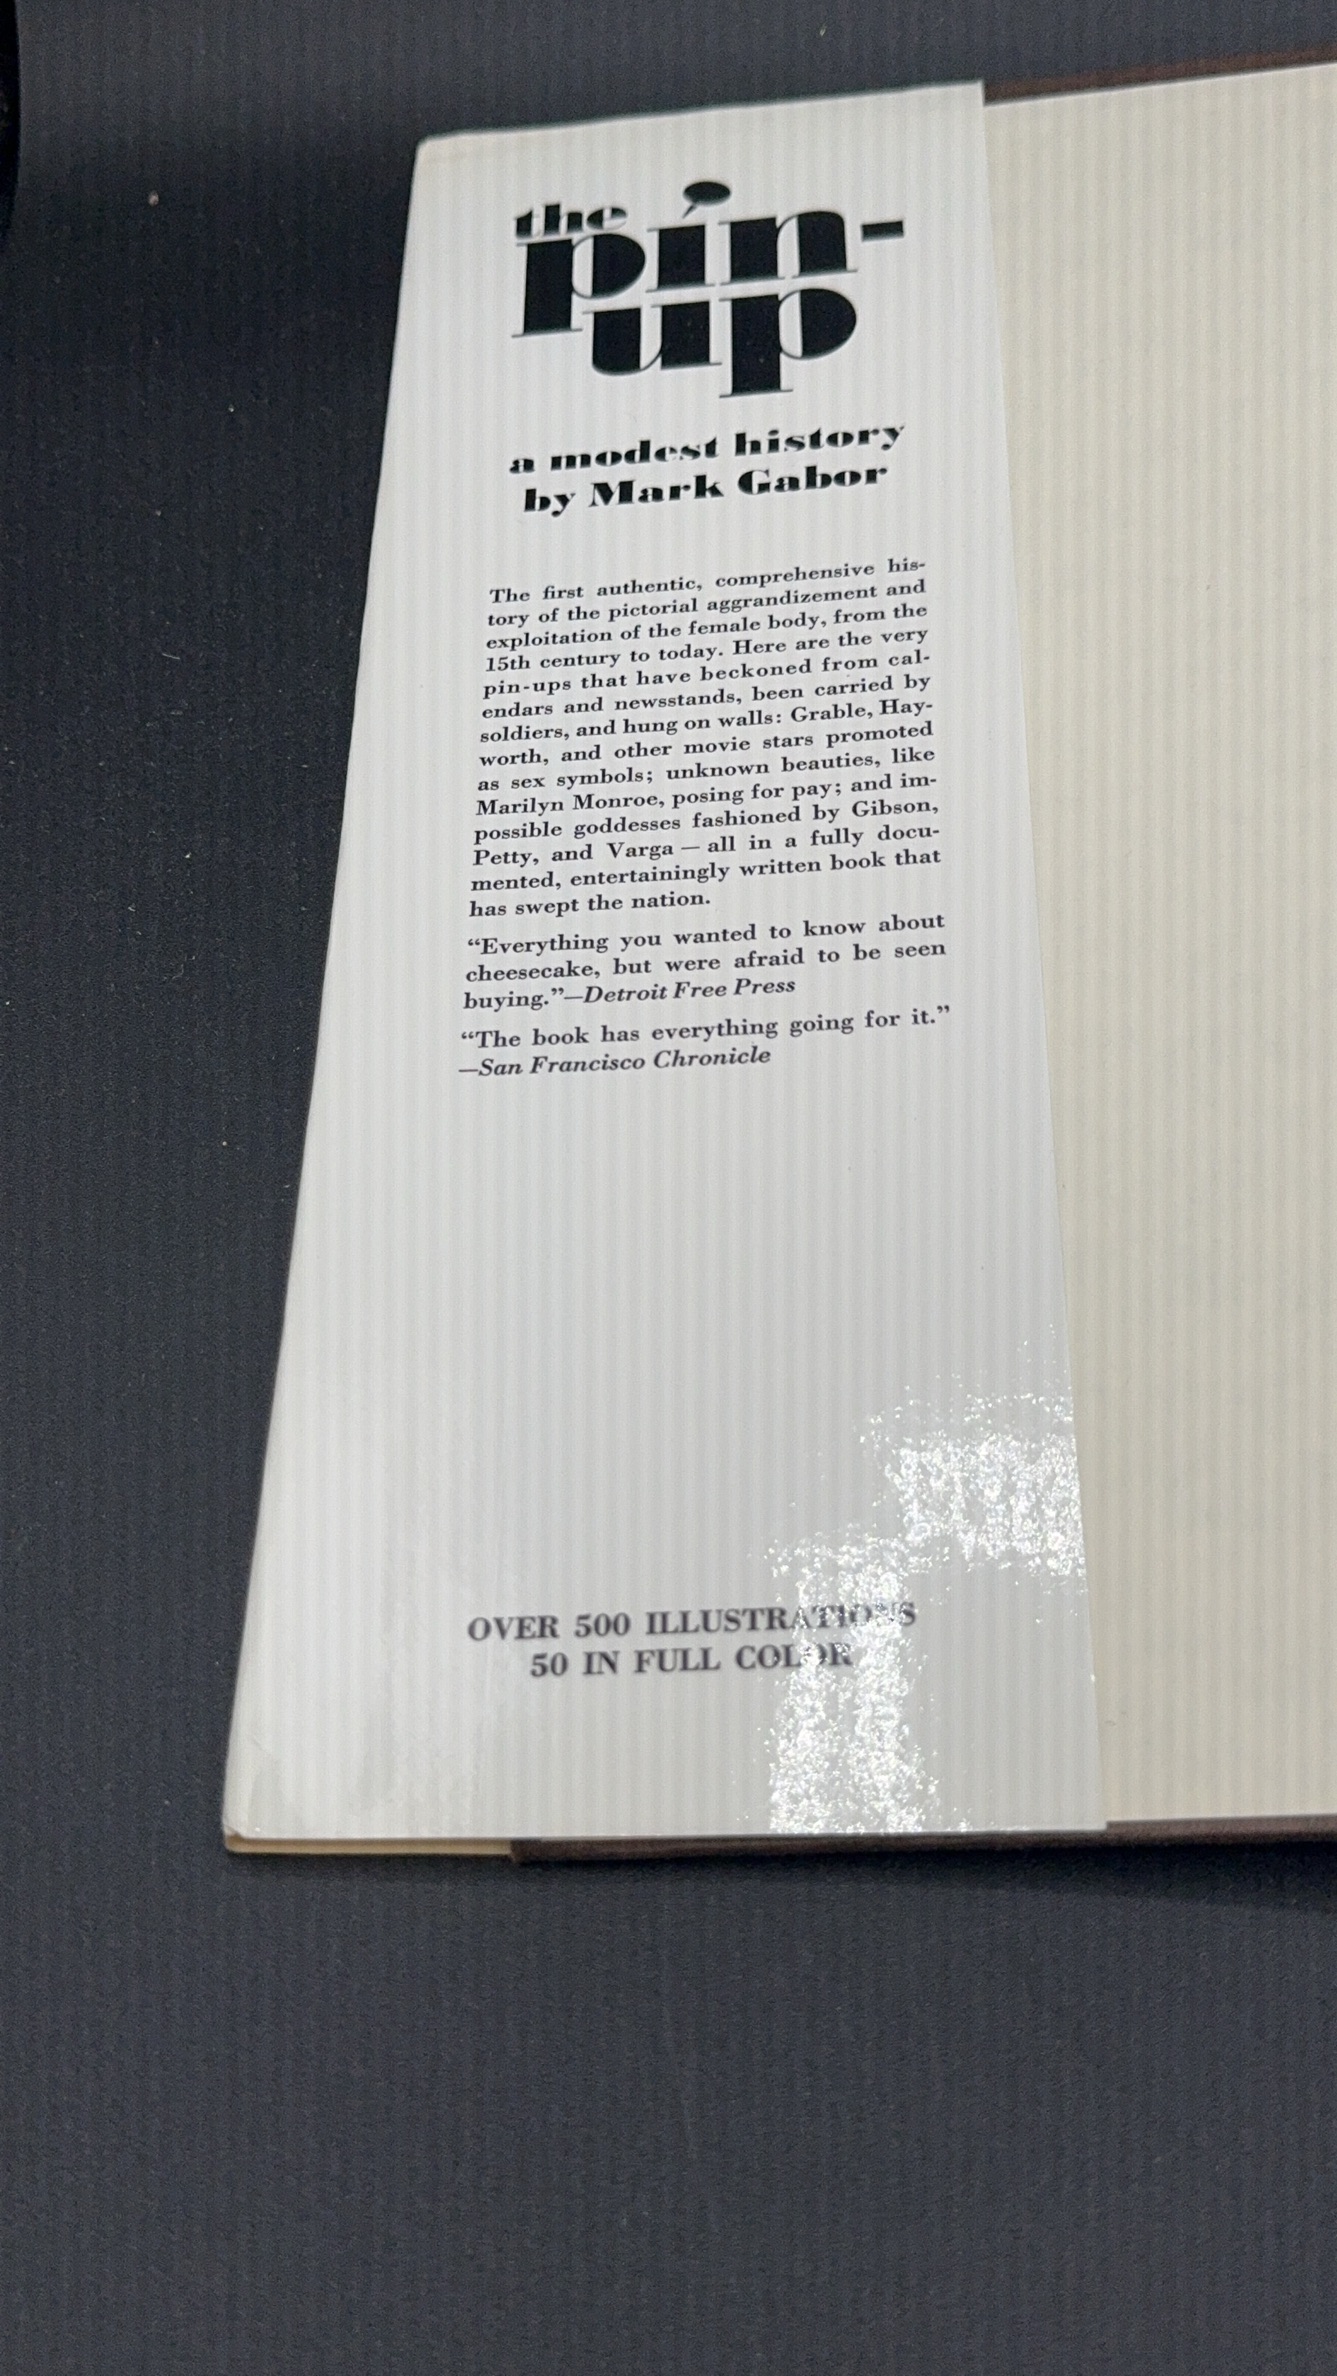 the
pin-
up
a modest history
by Mark Gabor
The first authentic, comprehensive his-
tory of the pictorial aggrandizement and
exploitation of the female body, from the
15th century to today. Here are the very
pin-ups that have beckoned from cal-
endars and newsstands, been carried by
soldiers, and hung on walls: Grable, Hay-
worth, and other movie stars promoted
as sex symbols; unknown beauties, like
Marilyn Monroe, posing for pay; and im-
possible goddesses fashioned by Gibson,
Petty, and Varga — all in a fully docu-
mented, entertainingly written book that
has swept the nation.
“Everything you wanted to know about
cheesecake, but were afraid to be seen
buying.”—Detroit Free Press
“The book has everything going for it.”
—San Francisco Chronicle
OVER 500 ILLUSTRATIONS
50 IN FULL COLOR